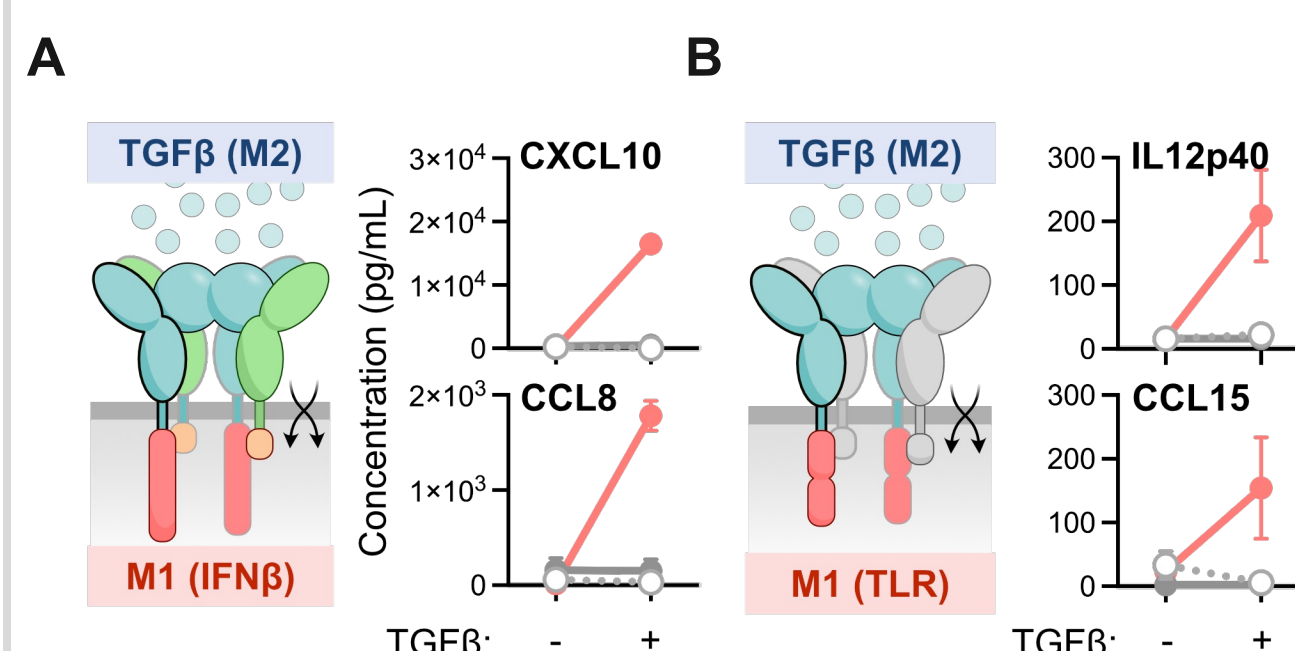 A
B
TGFβ (M2)
M1 (IFNβ)
Concentration (pg/mL)
CXCL10
3×10⁴
2×10⁴
1×10⁴
0
CCL8
2×10³
1×10³
0
TGFβ: - +
TGFβ (M2)
M1 (TLR)
IL12p40
300
200
100
0
CCL15
300
200
100
0
TGFβ: - +